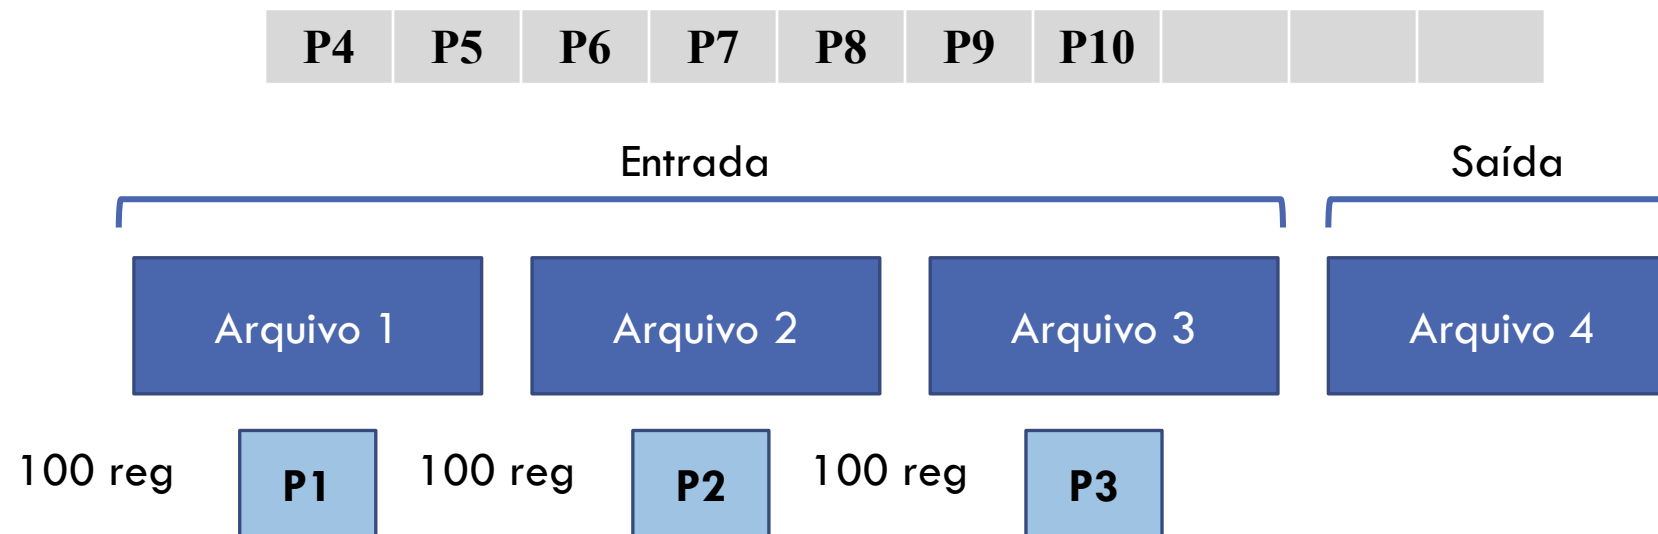 P4 P5 P6 P7 P8 P9 P10
Entrada Saída
Arquivo 1 Arquivo 2 Arquivo 3 Arquivo 4
100 reg P1 100 reg P2 100 reg P3